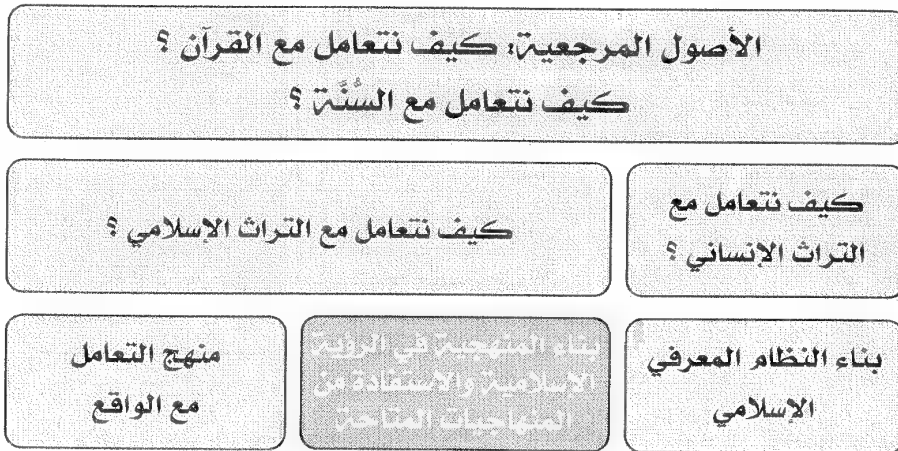 الأصول المرجعية، كيف نتعامل مع القرآن ؟
كيف نتعامل مع السُّنَّة ؟
كيف نتعامل مع
التراث الإنساني ؟
كيف نتعامل مع التراث الإسلامي ؟
بناء النظام المعرفي
الإسلامي
بناء المنهجية في الرؤية
الإسلامية والاستفادة من
المنهاجيات المتاحة
منهج التعامل
مع الواقع